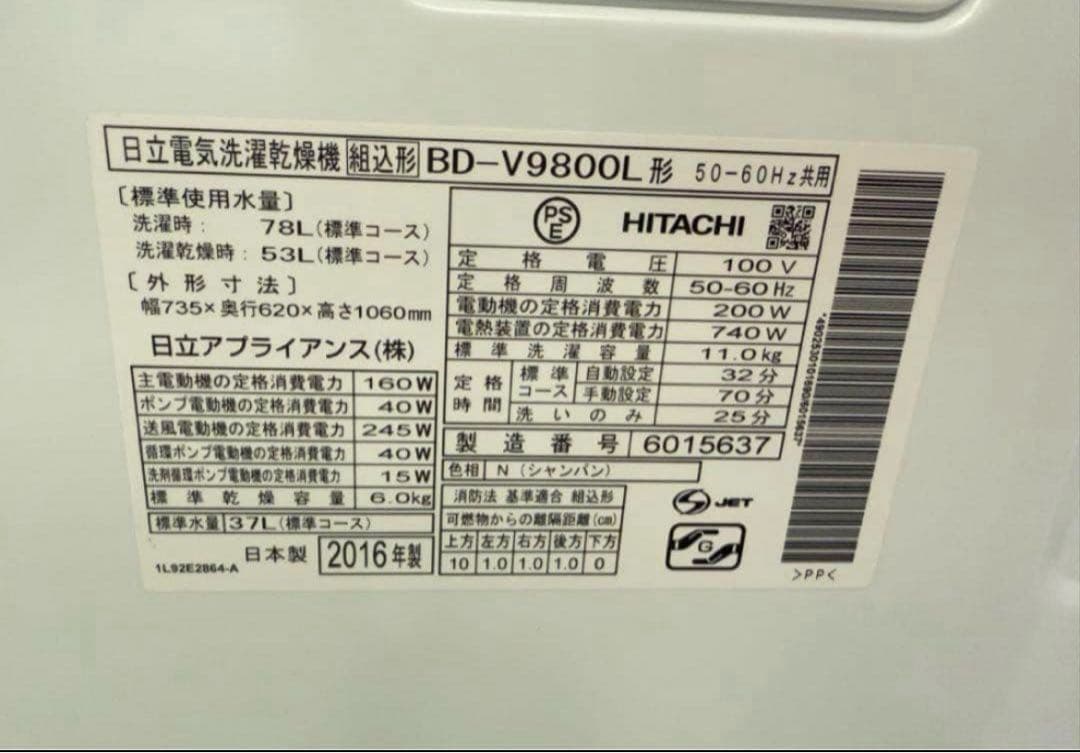 日立電気洗濯乾燥機 組込形 BD-V9800L 形 50-60Hz共用
〔標準使用水量〕
洗濯時: 78L(標準コース)
洗濯乾燥時: 53L(標準コース)
〔外形寸法〕
幅735×奥行620×高さ1060mm
日立アプライアンス(株)
主電動機の定格消費電力 160W
ポンプ電動機の定格消費電力 40W
送風電動機の定格消費電力 245W
循環ポンプ電動機の定格消費電力 40W
洗剤循環ポンプ電動機の定格消費電力 15W
標準乾燥容量 6.0kg
標準水量 37L(標準コース)
日本製 2016年製
1L92E2864-A
PSE HITACHI
定格電圧 100V
定格周波数 50-60Hz
電動機の定格消費電力 200W
電熱装置の定格消費電力 740W
標準洗濯容量 11.0kg
定格時間 標準コース 自動設定 32分
手動設定 70分
洗いのみ 25分
製造番号 6015637
色相 N(シャンパン)
消防法 基準適合 組込形
可燃物からの離隔距離(cm)
上方 左方 右方 後方 下方
10 1.0 1.0 1.0 0
JET
G
>PP<